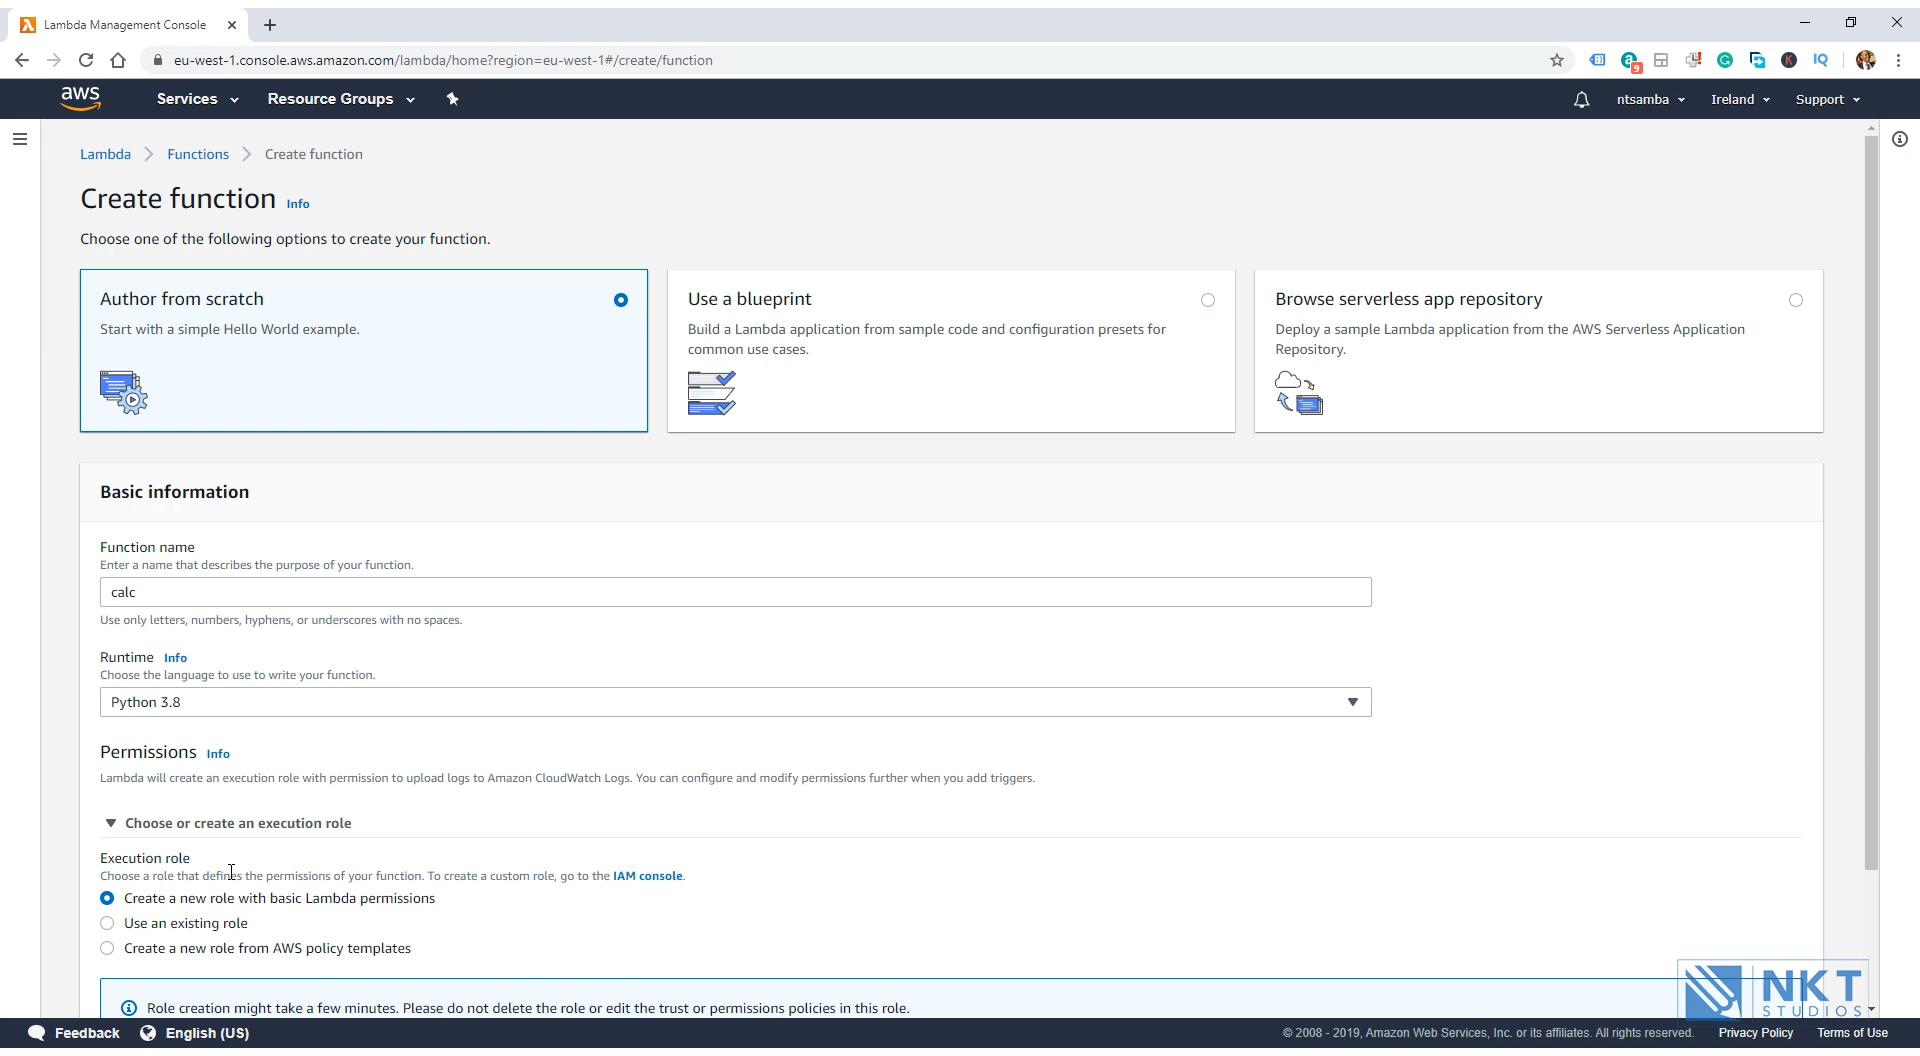 Lambda Management Console
eu-west-1.console.aws.amazon.com/lambda/home?region=eu-west-1#/create/function
a
9
G
K
IQ
aws
Services
Resource Groups
ntsamba
Ireland
Support
Lambda
Functions
Create function
Create function
Info
Choose one of the following options to create your function.
Author from scratch
Start with a simple Hello World example.
Use a blueprint
Build a Lambda application from sample code and configuration presets for
common use cases.
Browse serverless app repository
Deploy a sample Lambda application from the AWS Serverless Application
Repository.
Basic information
Function name
Enter a name that describes the purpose of your function.
calc
Use only letters, numbers, hyphens, or underscores with no spaces.
Runtime Info
Choose the language to use to write your function.
Python 3.8
Permissions Info
Lambda will create an execution role with permission to upload logs to Amazon CloudWatch Logs. You can configure and modify permissions further when you add triggers.
Choose or create an execution role
Execution role
Choose a role that defines the permissions of your function. To create a custom role, go to the IAM console.
Create a new role with basic Lambda permissions
Use an existing role
Create a new role from AWS policy templates
Role creation might take a few minutes. Please do not delete the role or edit the trust or permissions policies in this role.
NKT
STUDIOS
Feedback
English (US)
© 2008 - 2019, Amazon Web Services, Inc. or its affiliates. All rights reserved.
Privacy Policy
Terms of Use